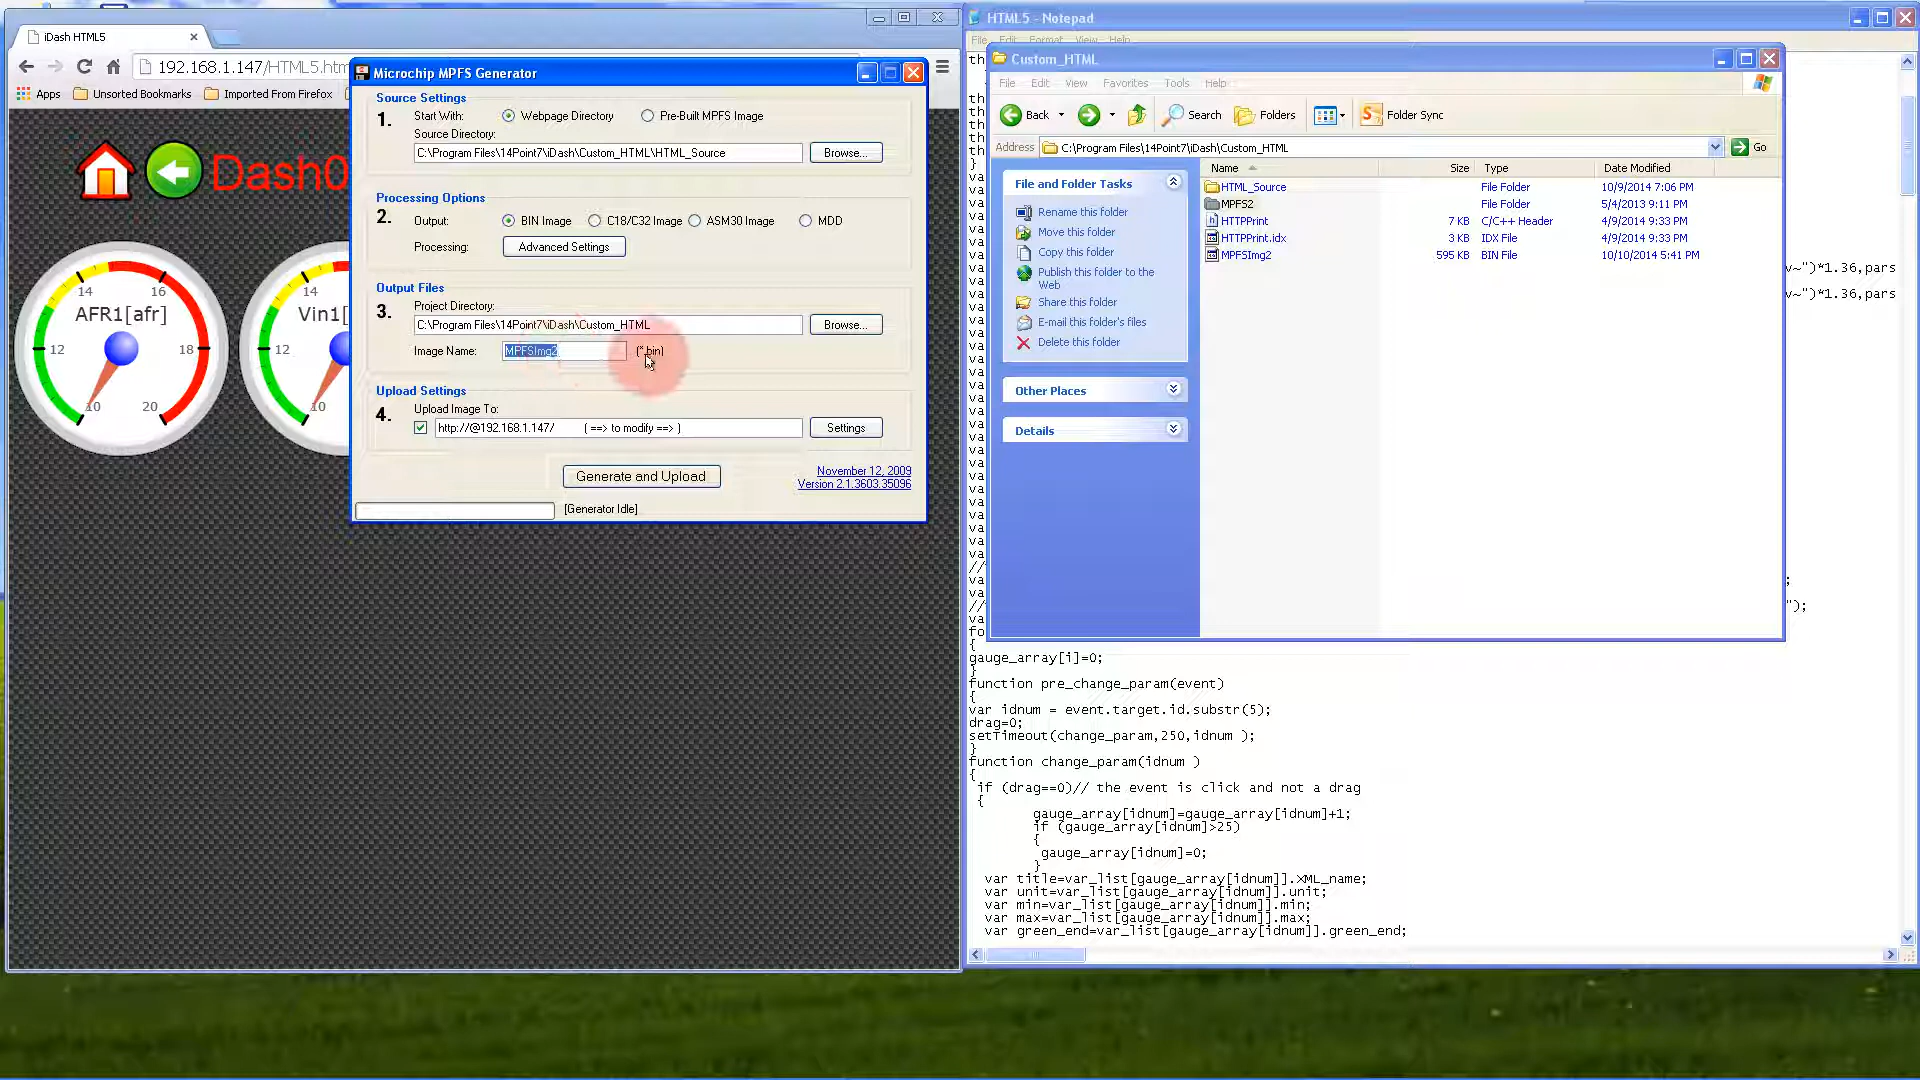 iDash HTML5
192.168.1.147/HTML5.htm
Apps
Unsorted Bookmarks
Imported From Firefox
Dash0
14
16
AFR1[afr]
12
18
10
20
14
Vin1[
12
10
Microchip MPFS Generator
Source Settings
1.
Start With:
Webpage Directory
Pre-Built MPFS Image
Source Directory:
C:\Program Files\14Point7\iDash\Custom_HTML\HTML_Source
Browse...
Processing Options
2.
Output:
BIN Image
C18/C32 Image
ASM30 Image
MDD
Processing:
Advanced Settings
Output Files
3.
Project Directory:
C:\Program Files\14Point7\iDash\Custom_HTML
Browse...
Image Name:
MPFSImg2
(*.bin)
Upload Settings
4.
Upload Image To:
http://@192.168.1.147/ ( ==> to modify ==> )
Settings
Generate and Upload
November 12, 2009
Version 2.1.3603.35096
[Generator Idle]
HTML5 - Notepad
File Edit Format View Help
Custom_HTML
File Edit View Favorites Tools Help
Back
Search
Folders
Folder Sync
Address
C:\Program Files\14Point7\iDash\Custom_HTML
Go
File and Folder Tasks
Rename this folder
Move this folder
Copy this folder
Publish this folder to the
Web
Share this folder
E-mail this folder's files
Delete this folder
Other Places
Details
Name Size Type Date Modified
HTML_Source File Folder 10/9/2014 7:06 PM
MPFS2 File Folder 5/4/2013 9:11 PM
HTTPPrint 7 KB C/C++ Header 4/9/2014 9:33 PM
HTTPPrint.idx 3 KB IDX File 4/9/2014 9:33 PM
MPFSImg2 595 KB BIN File 10/10/2014 5:41 PM
v~")*1.36,pars
v~")*1.36,pars
;
");
{
gauge_array[i]=0;
}
function pre_change_param(event)
{
var idnum = event.target.id.substr(5);
drag=0;
setTimeout(change_param,250,idnum );
}
function change_param(idnum )
{
if (drag==0)// the event is click and not a drag
{
gauge_array[idnum]=gauge_array[idnum]+1;
if (gauge_array[idnum]>25)
{
gauge_array[idnum]=0;
}
var title=var_list[gauge_array[idnum]].XML_name;
var unit=var_list[gauge_array[idnum]].unit;
var min=var_list[gauge_array[idnum]].min;
var max=var_list[gauge_array[idnum]].max;
var green_end=var_list[gauge_array[idnum]].green_end;